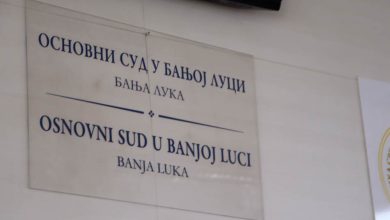 ОСНОВНИ СУД У БАЊОЈ ЛУЦИ
БАЊА ЛУКА
OSNOVNI SUD U BANJOJ LUCI
BANJA LUKA